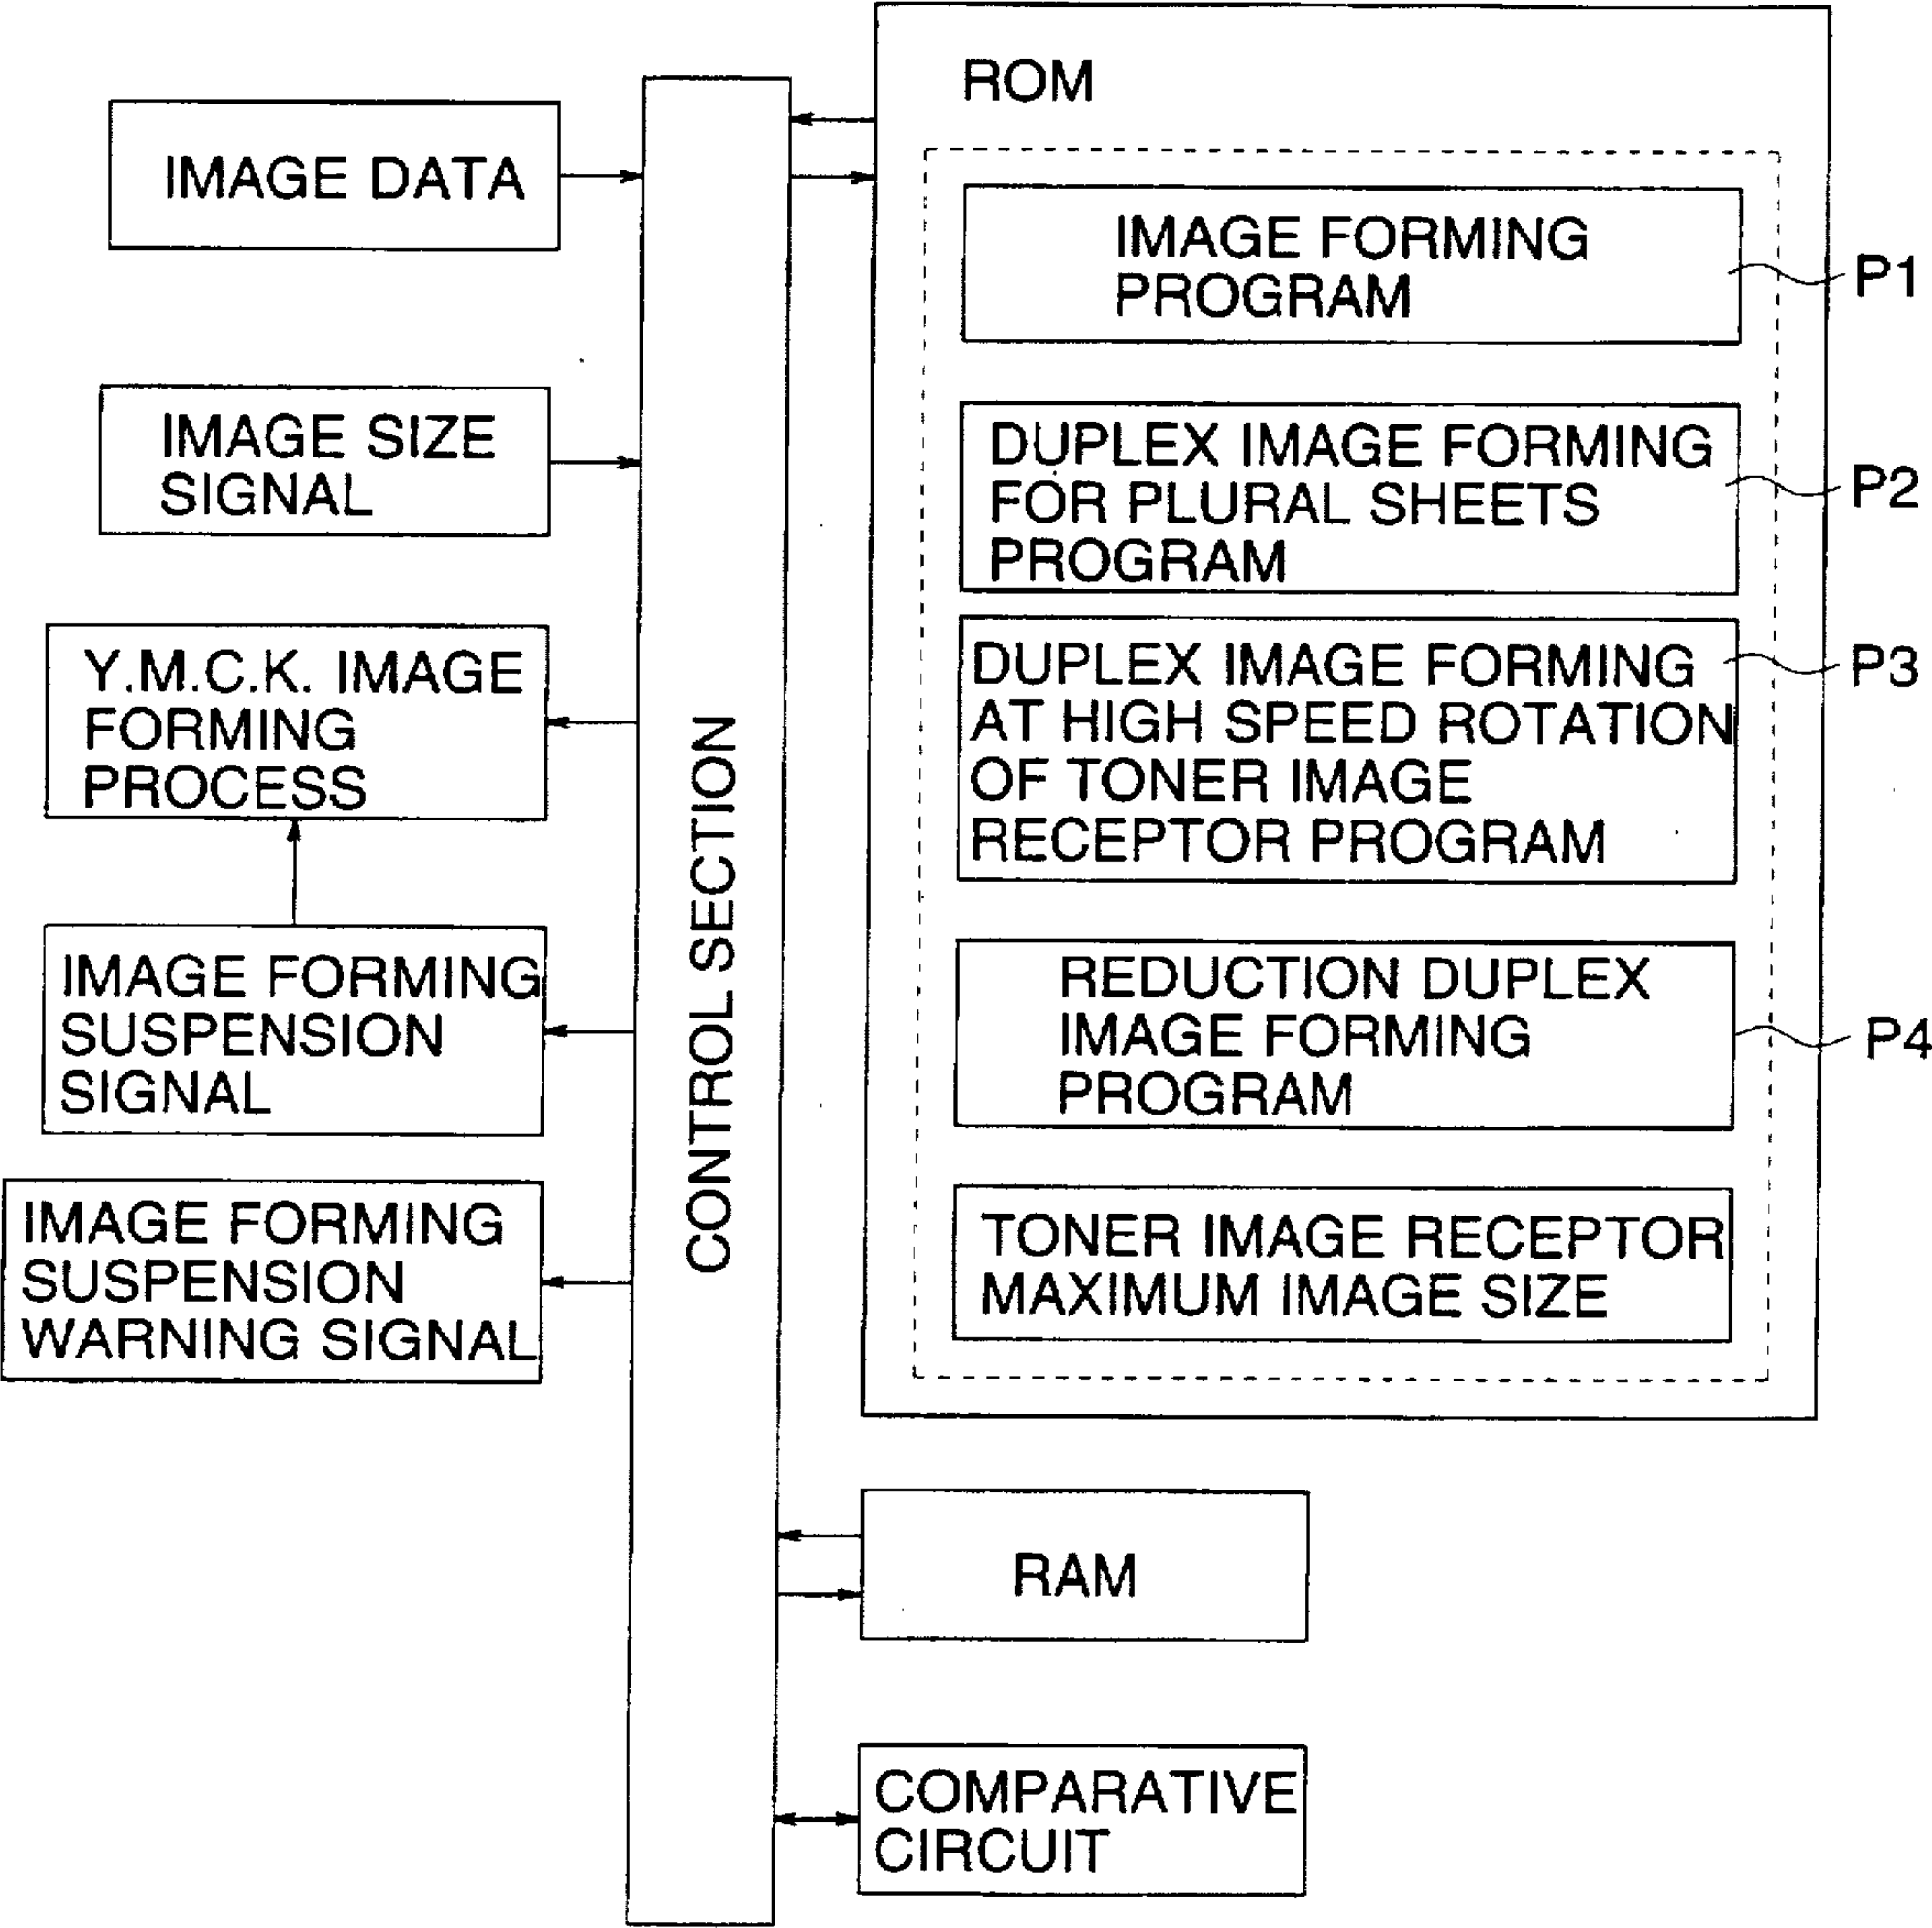 IMAGE DATA
IMAGE SIZE
SIGNAL
Y.M.C.K. IMAGE
FORMING
PROCESS
IMAGE FORMING
SUSPENSION
SIGNAL
IMAGE FORMING
SUSPENSION
WARNING SIGNAL
CONTROL SECTION
ROM
IMAGE FORMING
PROGRAM
P1
DUPLEX IMAGE FORMING
FOR PLURAL SHEETS
PROGRAM
P2
DUPLEX IMAGE FORMING
AT HIGH SPEED ROTATION
OF TONER IMAGE
RECEPTOR PROGRAM
P3
REDUCTION DUPLEX
IMAGE FORMING
PROGRAM
P4
TONER IMAGE RECEPTOR
MAXIMUM IMAGE SIZE
RAM
COMPARATIVE
CIRCUIT